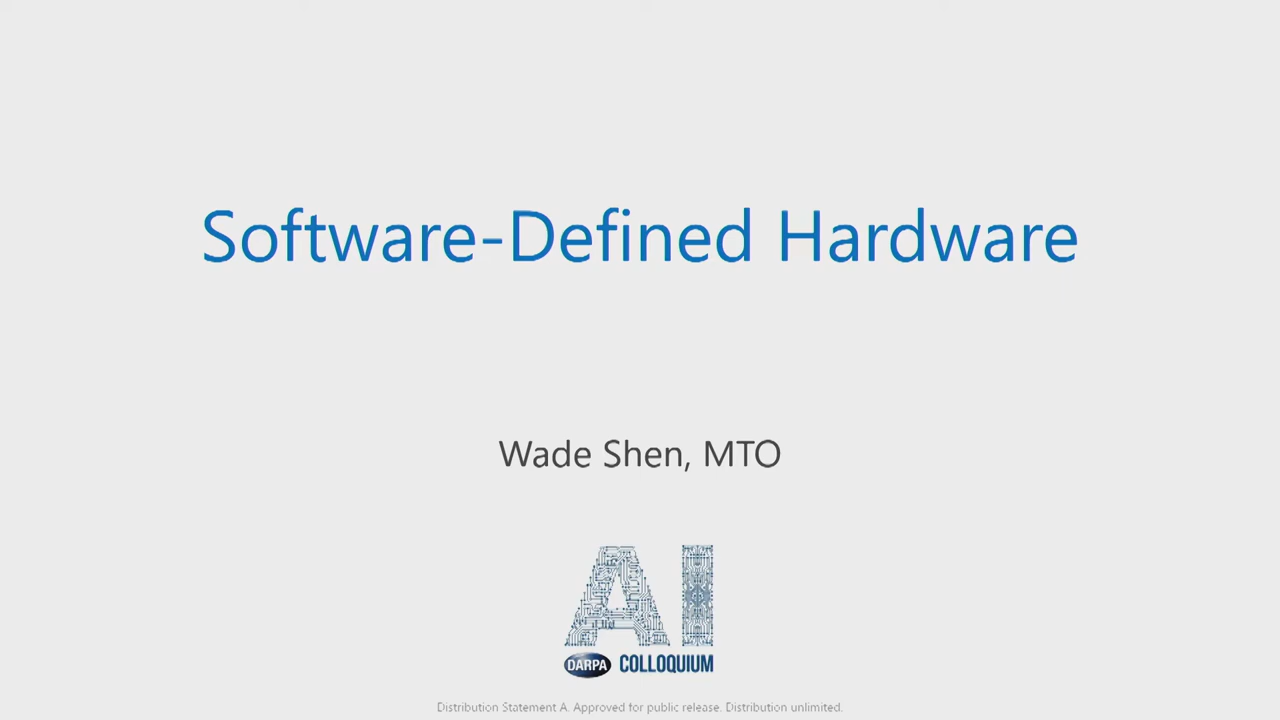 Software-Defined Hardware
Wade Shen, MTO
AI
DARPA COLLOQUIUM
Distribution Statement A. Approved for public release. Distribution unlimited.